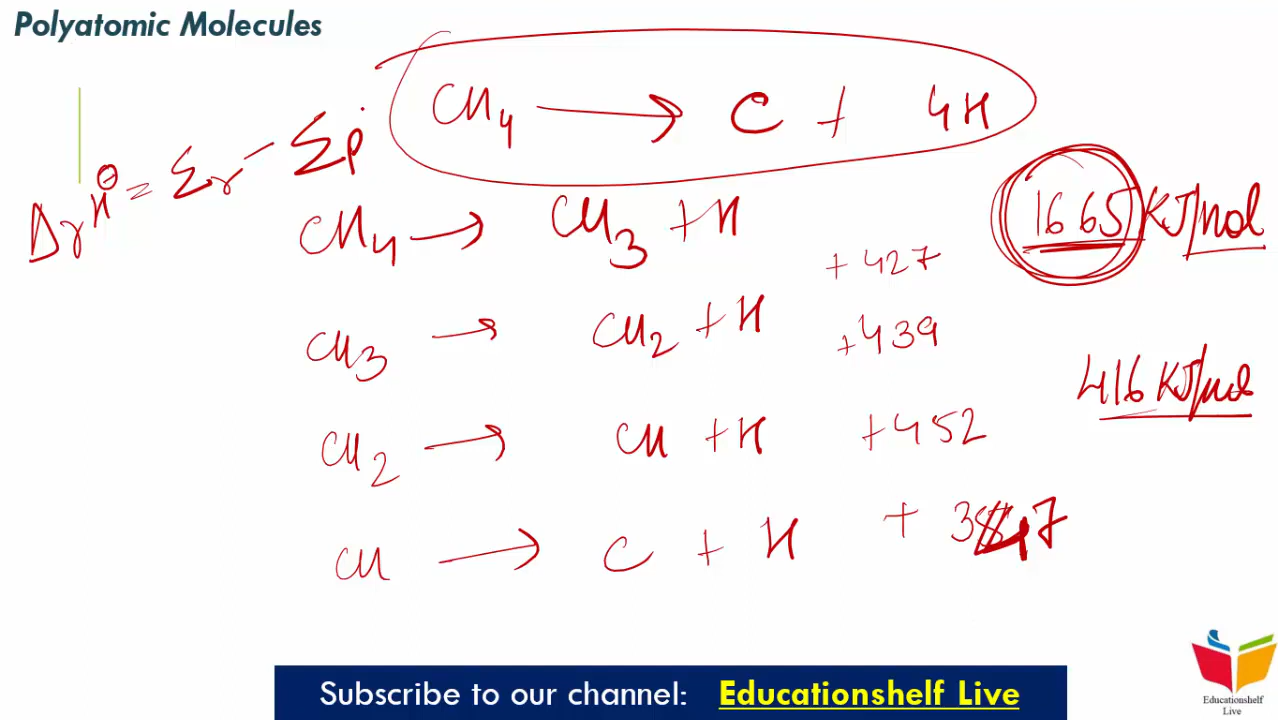 Polyatomic Molecules
CH4 → C + 4H
ΔrH⊖ = Σr − Σp
1665 KJ/mol
CH4 → CH3 + H +427
CH3 → CH2 + H +439
416 KJ/mol
CH2 → CH + H +452
CH → C + H + 347
Subscribe to our channel: Educationshelf Live
Educationshelf
Live